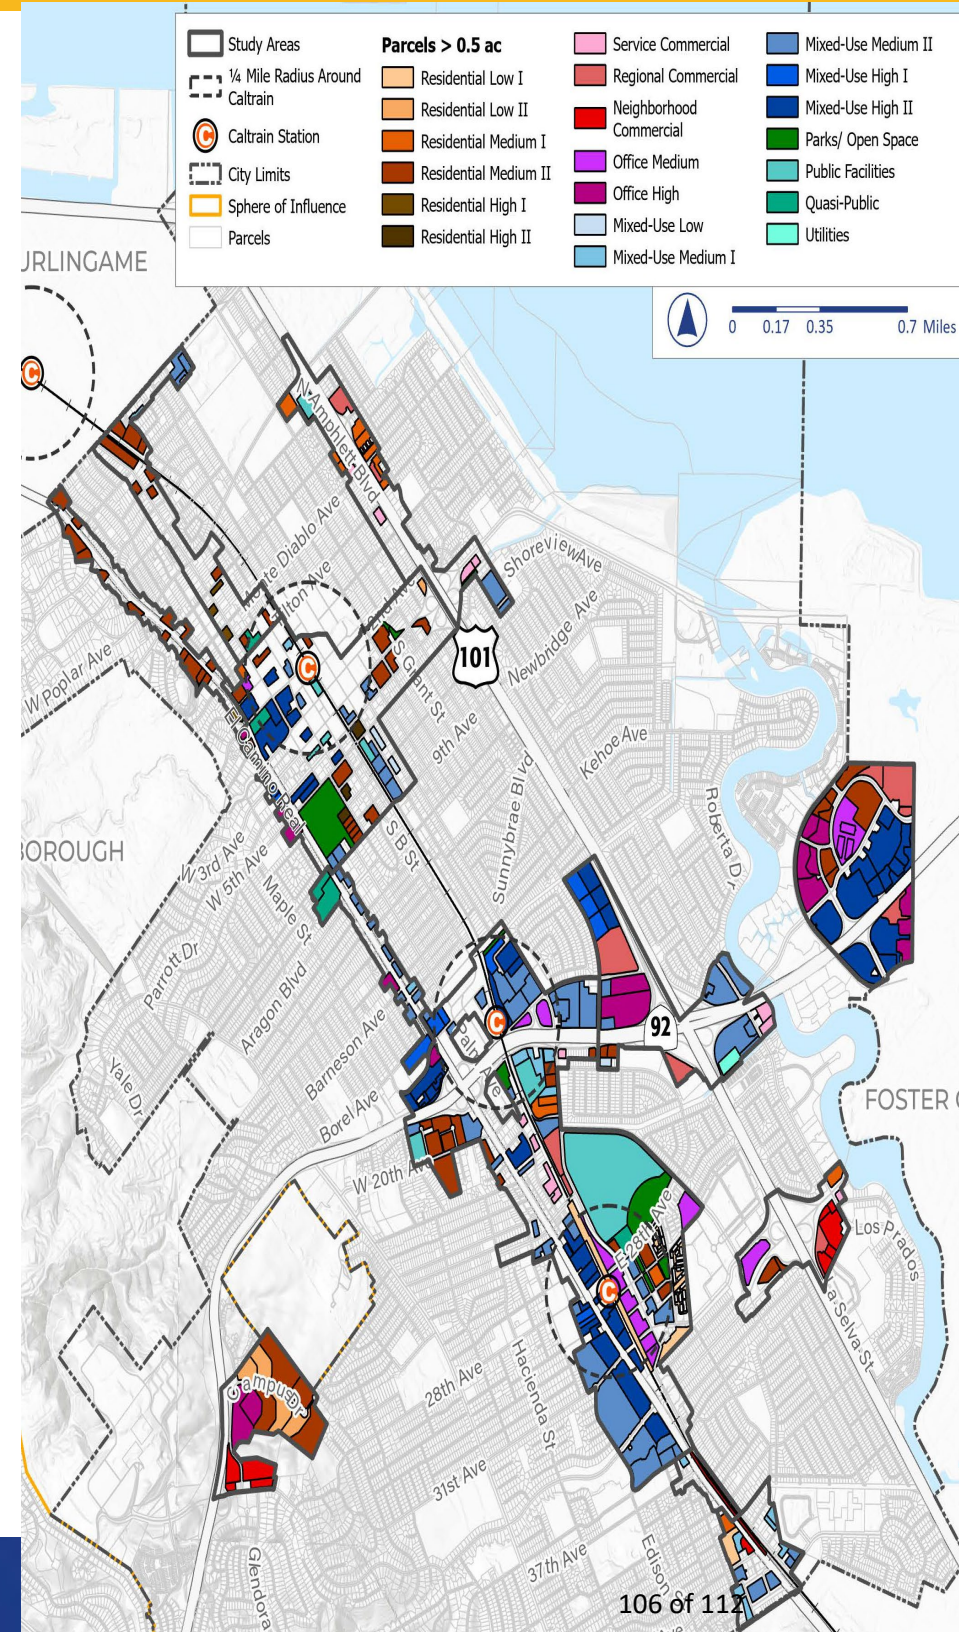 Study Areas
¼ Mile Radius Around
Caltrain
Caltrain Station
City Limits
Sphere of Influence
Parcels
Parcels > 0.5 ac
Residential Low I
Residential Low II
Residential Medium I
Residential Medium II
Residential High I
Residential High II
Service Commercial
Regional Commercial
Neighborhood
Commercial
Office Medium
Office High
Mixed-Use Low
Mixed-Use Medium I
Mixed-Use Medium II
Mixed-Use High I
Mixed-Use High II
Parks/ Open Space
Public Facilities
Quasi-Public
Utilities
0 0.17 0.35 0.7 Miles
URLINGAME
C
C
N Amphlett Blvd
te Diablo Ave
lton Ave
Shoreview Ave
Newbridge Ave
101
C
S Grant St
9th Ave
Kehoe Ave
W Poplar Ave
El Camino Real
Sunnybrae Blvd
Roberta Dr
BOROUGH
W 3rd Ave
W 5th Ave
S B St
Maple St
Parrott Dr
Aragon Blvd
C
92
Barneson Ave
Yale Dr
Borel Ave
Ave
FOSTER C
W 20th Av
E 28th Ave
Los Prados
La Selva St
C
Campus Dr
28th Ave
Hacienda St
31st Ave
37th Ave
Edison S
Glendora
106 of 112